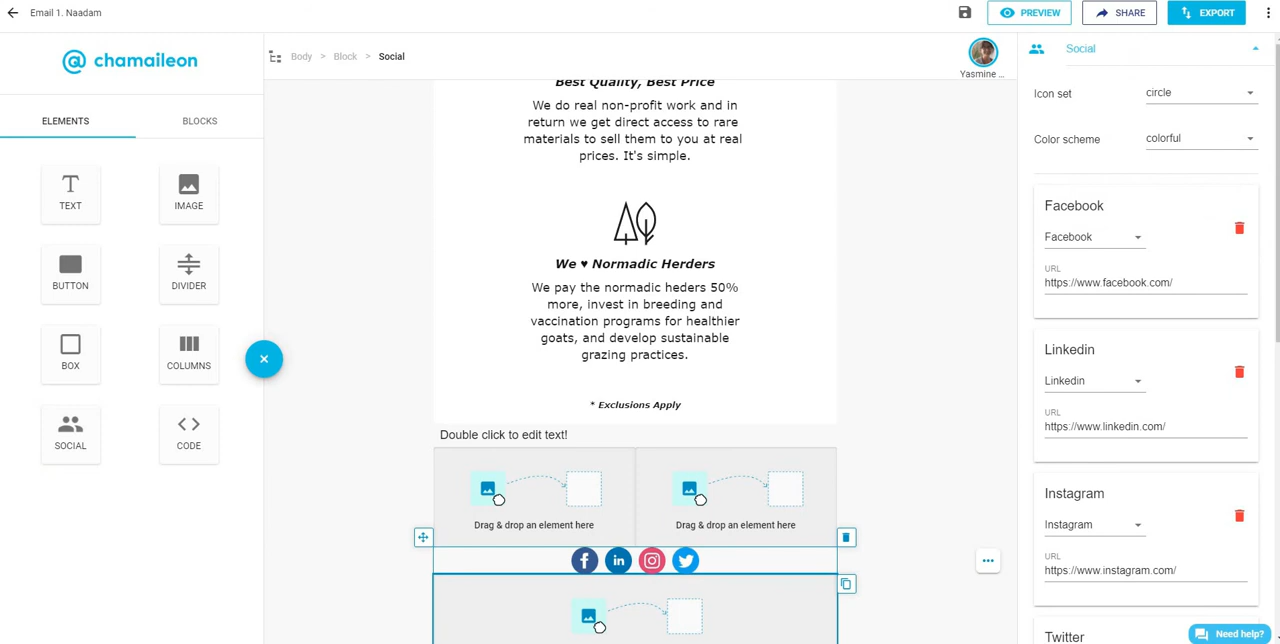 Email 1. Naadam
PREVIEW
SHARE
EXPORT
@ chamaileon
Body > Block > Social
Yasmine ...
ELEMENTS
BLOCKS
TEXT
IMAGE
BUTTON
DIVIDER
BOX
COLUMNS
SOCIAL
CODE
Best Quality, Best Price
We do real non-profit work and in
return we get direct access to rare
materials to sell them to you at real
prices. It's simple.
We ♥ Normadic Herders
We pay the normadic heders 50%
more, invest in breeding and
vaccination programs for healthier
goats, and develop sustainable
grazing practices.
* Exclusions Apply
Double click to edit text!
Drag & drop an element here
Drag & drop an element here
Social
Icon set
circle
Color scheme
colorful
Facebook
Facebook
URL
https://www.facebook.com/
Linkedin
Linkedin
URL
https://www.linkedin.com/
Instagram
Instagram
URL
https://www.instagram.com/
Twitter
Need help?